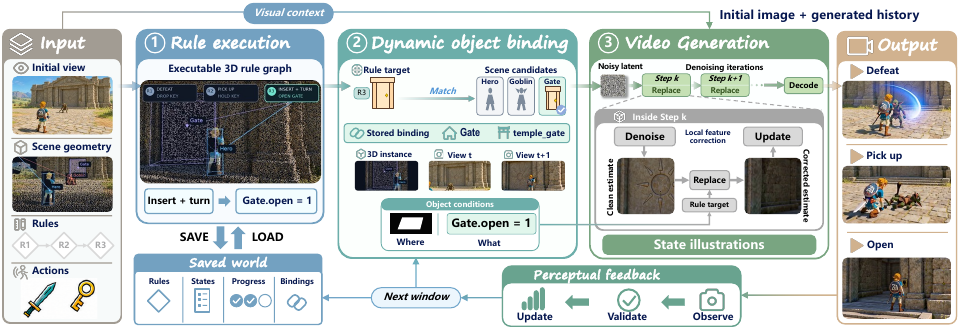 Visual context
Initial image + generated history
Input
Initial view
Scene geometry
Rules
R1
R2
R3
Actions
1 Rule execution
Executable 3D rule graph
DEFEAT
PICK UP
HOLD KEY
INSERT + TURN
OPEN GATE
Gate
Hero
Insert + turn
Gate.open = 1
SAVE
LOAD
Saved world
Rules
States
Progress
Bindings
2 Dynamic object binding
Rule target
R3
Match
Scene candidates
Hero
Goblin
Gate
Stored binding
Gate
temple_gate
3D instance
View t
View t+1
Object conditions
Gate.open = 1
Where
What
Next window
3 Video Generation
Noisy latent
Denoising iterations
Step k
Replace
Step k+1
Replace
Decode
Inside Step k
Denoise
Local feature
correction
Update
Clean estimate
Replace
Rule target
Corrected estimate
State illustrations
Perceptual feedback
Update
Validate
Observe
Output
Defeat
Pick up
Open